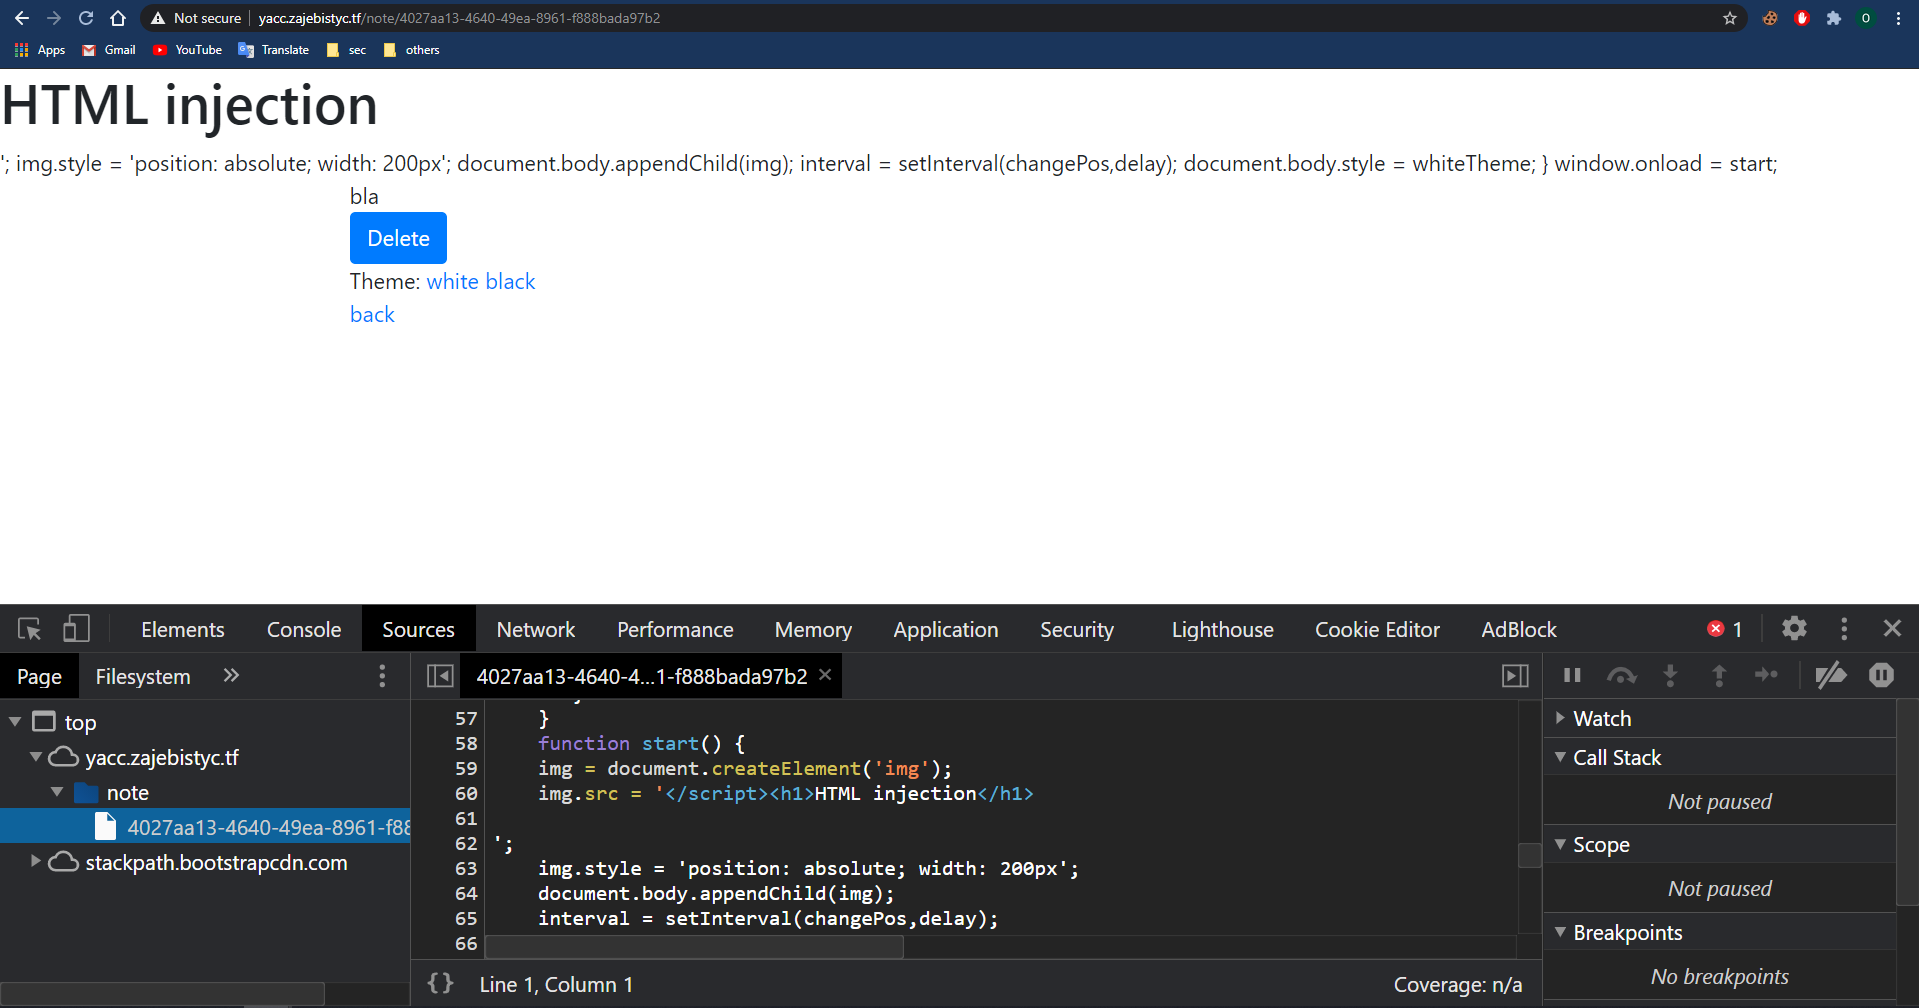 Not secure yacc.zajebistyc.tf/note/4027aa13-4640-49ea-8961-f888bada97b2 O
Apps Gmail YouTube Translate sec others
HTML injection
'; img.style = 'position: absolute; width: 200px'; document.body.appendChild(img); interval = setInterval(changePos,delay); document.body.style = whiteTheme; } window.onload = start;
bla
Delete
Theme: white black
back
Elements Console Sources Network Performance Memory Application Security Lighthouse Cookie Editor AdBlock 1
Page Filesystem
top
yacc.zajebistyc.tf
note
4027aa13-4640-49ea-8961-f88
stackpath.bootstrapcdn.com
4027aa13-4640-4...1-f888bada97b2
57 }
58 function start() {
59 img = document.createElement('img');
60 img.src = '</script><h1>HTML injection</h1>
61
62 ';
63 img.style = 'position: absolute; width: 200px';
64 document.body.appendChild(img);
65 interval = setInterval(changePos,delay);
66
{} Line 1, Column 1 Coverage: n/a
Watch
Call Stack
Not paused
Scope
Not paused
Breakpoints
No breakpoints